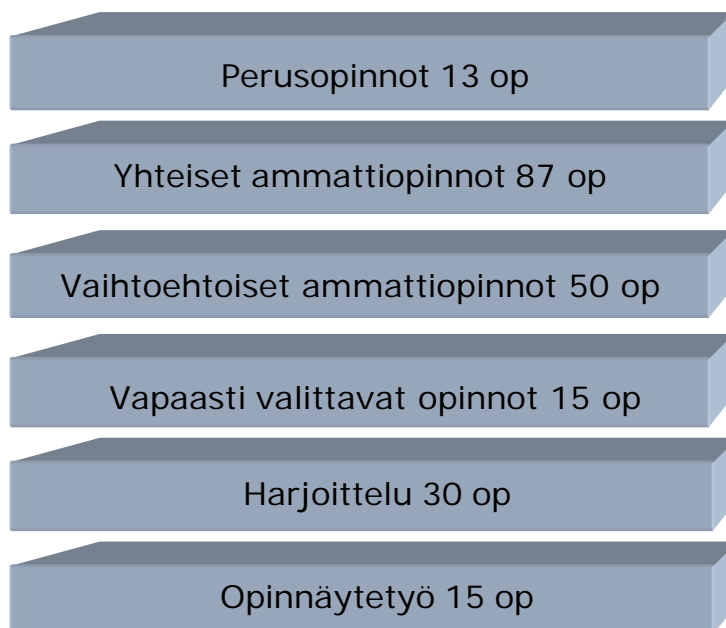 Perusopinnot 13 op
Yhteiset ammattiopinnot 87 op
Vaihtoehtoiset ammattiopinnot 50 op
Vapaasti valittavat opinnot 15 op
Harjoittelu 30 op
Opinnäytetyö 15 op